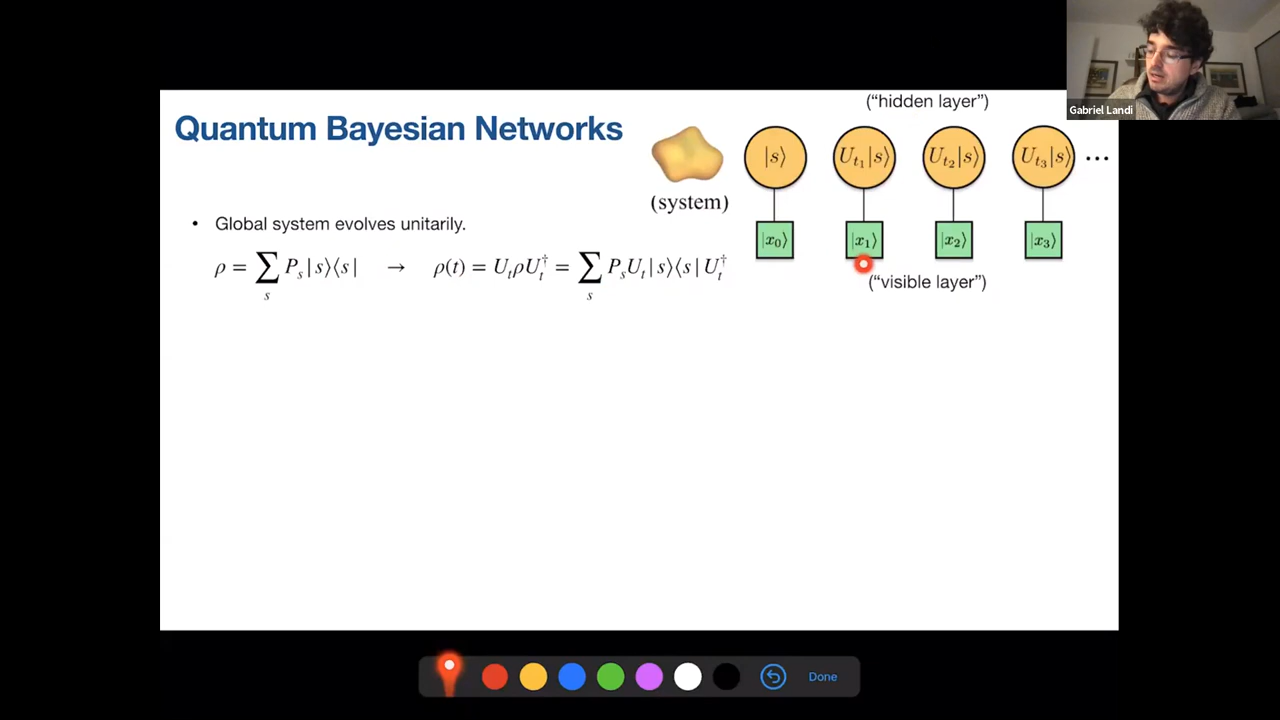 ("hidden layer")
Gabriel Landi
Quantum Bayesian Networks
|s⟩ U_{t_1}|s⟩ U_{t_2}|s⟩ U_{t_3}|s⟩ ...
(system)
• Global system evolves unitarily.
|x_0⟩ |x_1⟩ |x_2⟩ |x_3⟩
ρ = ∑_s P_s |s⟩⟨s| → ρ(t) = U_t ρ U_t^† = ∑_s P_s U_t |s⟩⟨s| U_t^†
("visible layer")
Done